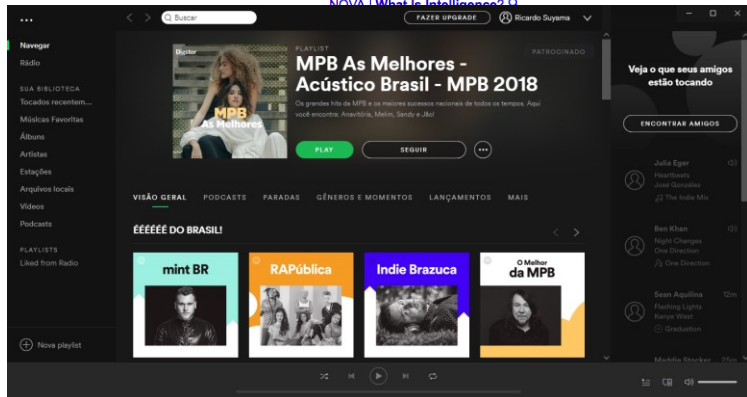 NOVA | What Is Intelligence?
Buscar
FAZER UPGRADE
Ricardo Suyama
Navegar
Rádio
SUA BIBLIOTECA
Tocados recentem...
Músicas Favoritas
Álbuns
Artistas
Estações
Arquivos locais
Vídeos
Podcasts
PLAYLISTS
Liked from Radio
Nova playlist
Digster
MPB
As Melhores
PLAYLIST
PATROCINADO
MPB As Melhores -
Acústico Brasil - MPB 2018
Os grandes hits da MPB e os maiores sucessos nacionais de todos os tempos. Aqui
você encontra: Anavitória, Melim, Sandy e Jão!
PLAY
SEGUIR
VISÃO GERAL
PODCASTS
PARADAS
GÊNEROS E MOMENTOS
LANÇAMENTOS
MAIS
ÉÉÉÉÉÉ DO BRASIL!
mint BR
RAPública
Indie Brazuca
O Melhor
da MPB
Veja o que seus amigos
estão tocando
ENCONTRAR AMIGOS
Julia Eger
Heartbeats
José González
The Indie Mix
Ben Khan
Night Changes
One Direction
One Direction
Sean Aquilina
12m
Flashing Lights
Kanye West
Graduation
Maddie Stocker
25m